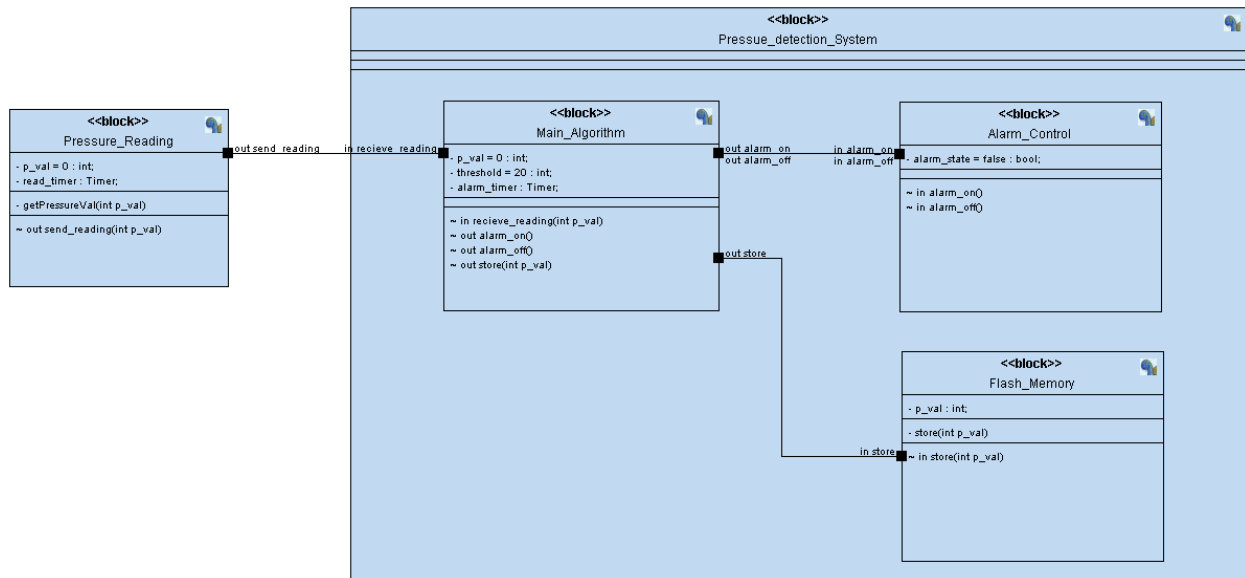 <<block>>
Pressue_detection_System
<<block>>
Pressure_Reading
- p_val = 0 : int;
- read_timer : Timer;
- getPressureVal(int p_val)
~ out send_reading(int p_val)
out send_reading
in recieve_reading
<<block>>
Main_Algorithm
- p_val = 0 : int;
- threshold = 20 : int;
- alarm_timer : Timer;
~ in recieve_reading(int p_val)
~ out alarm_on()
~ out alarm_off()
~ out store(int p_val)
out alarm_on
out alarm_off
in alarm_on
in alarm_off
out store
<<block>>
Alarm_Control
- alarm_state = false : bool;
~ in alarm_on()
~ in alarm_off()
<<block>>
Flash_Memory
- p_val : int;
- store(int p_val)
in store
~ in store(int p_val)